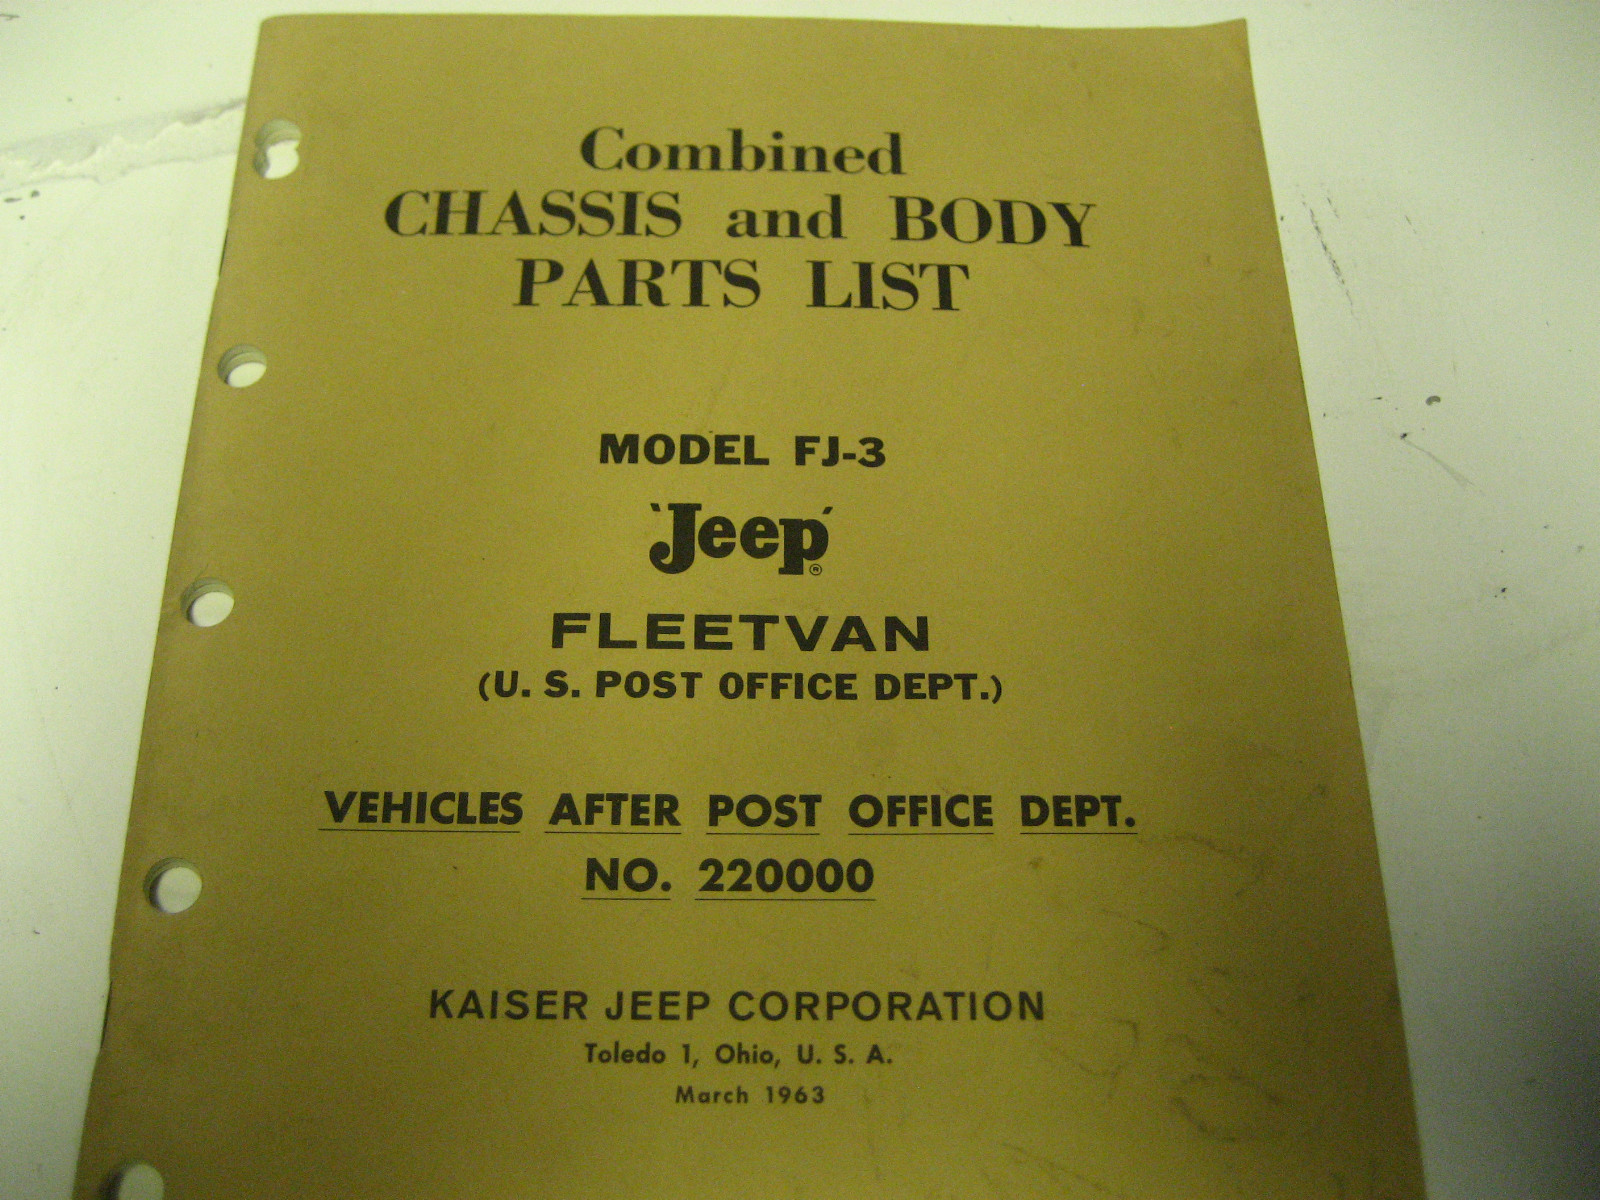 Combined
CHASSIS and BODY
PARTS LIST
MODEL FJ-3
'Jeep'®
FLEETVAN
(U. S. POST OFFICE DEPT.)
VEHICLES AFTER POST OFFICE DEPT.
NO. 220000
KAISER JEEP CORPORATION
Toledo 1, Ohio, U. S. A.
March 1963